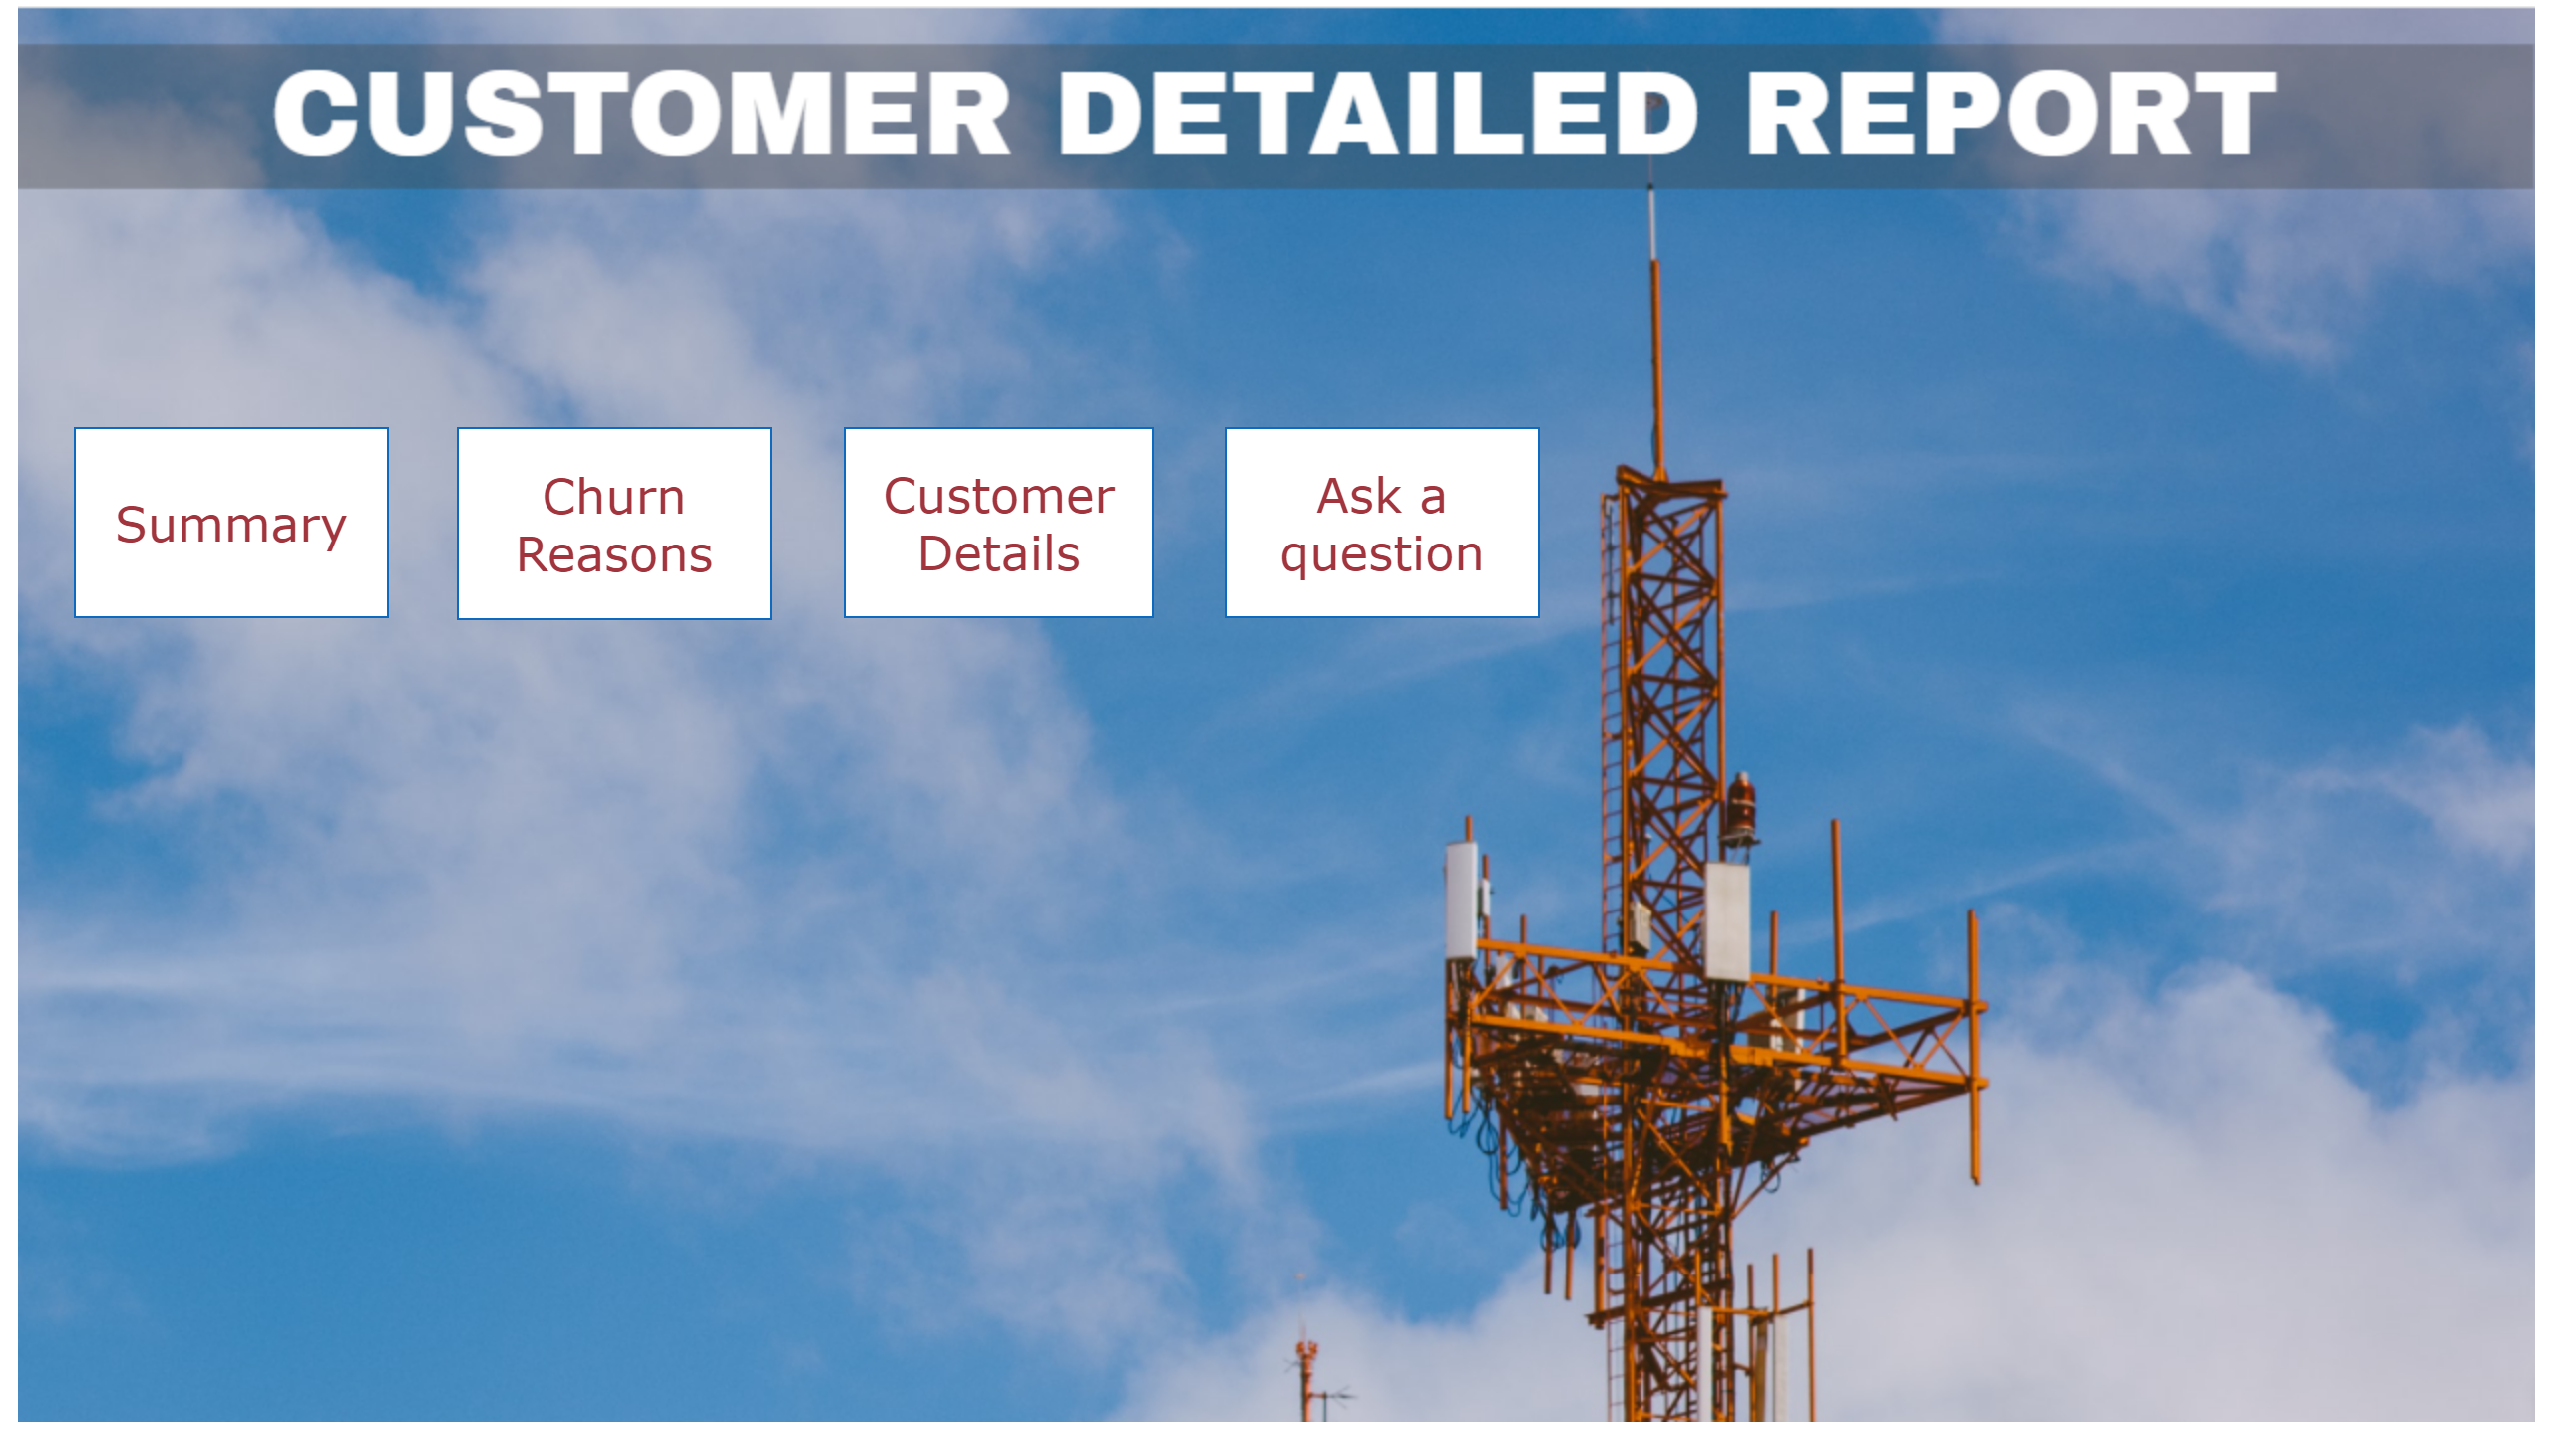 CUSTOMER DETAILED REPORT
Summary
Churn
Reasons
Customer
Details
Ask a
question